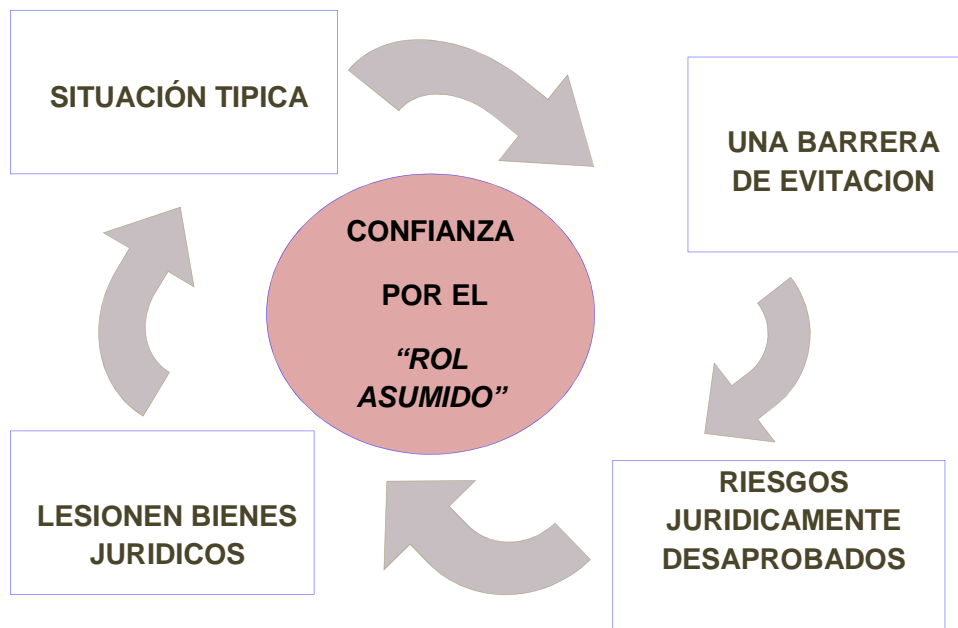 SITUACIÓN TIPICA
UNA BARRERA
DE EVITACION
CONFIANZA
POR EL
“ROL
ASUMIDO”
RIESGOS
JURIDICAMENTE
DESAPROBADOS
LESIONEN BIENES
JURIDICOS